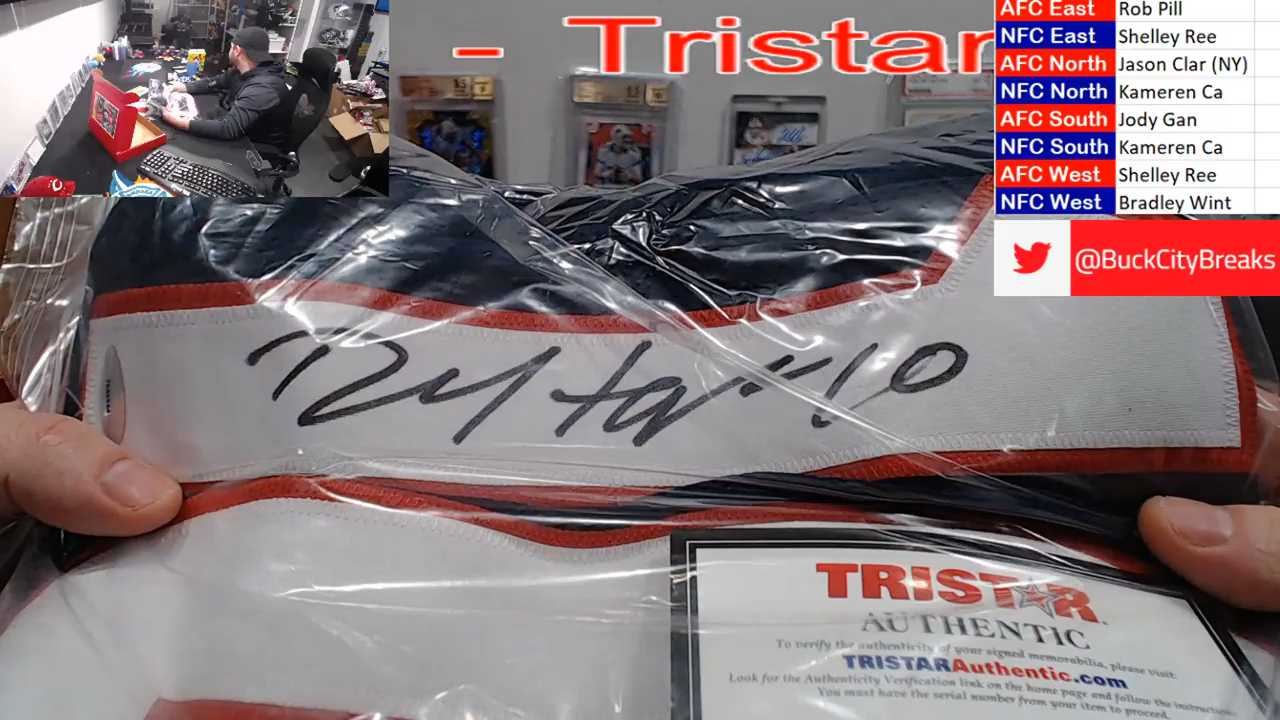 - Tristar
AFC East Rob Pill
NFC East Shelley Ree
AFC North Jason Clar (NY)
NFC North Kameren Ca
AFC South Jody Gan
NFC South Kameren Ca
AFC West Shelley Ree
NFC West Bradley Wint
@BuckCityBreaks
10
TRISTAR
AUTHENTIC
To verify the authenticity of your signed memorabilia, please visit:
TRISTARAuthentic.com
Look for the Authenticity Verification link on the home page and follow the instructions.
You must have the serial number from your item to proceed.